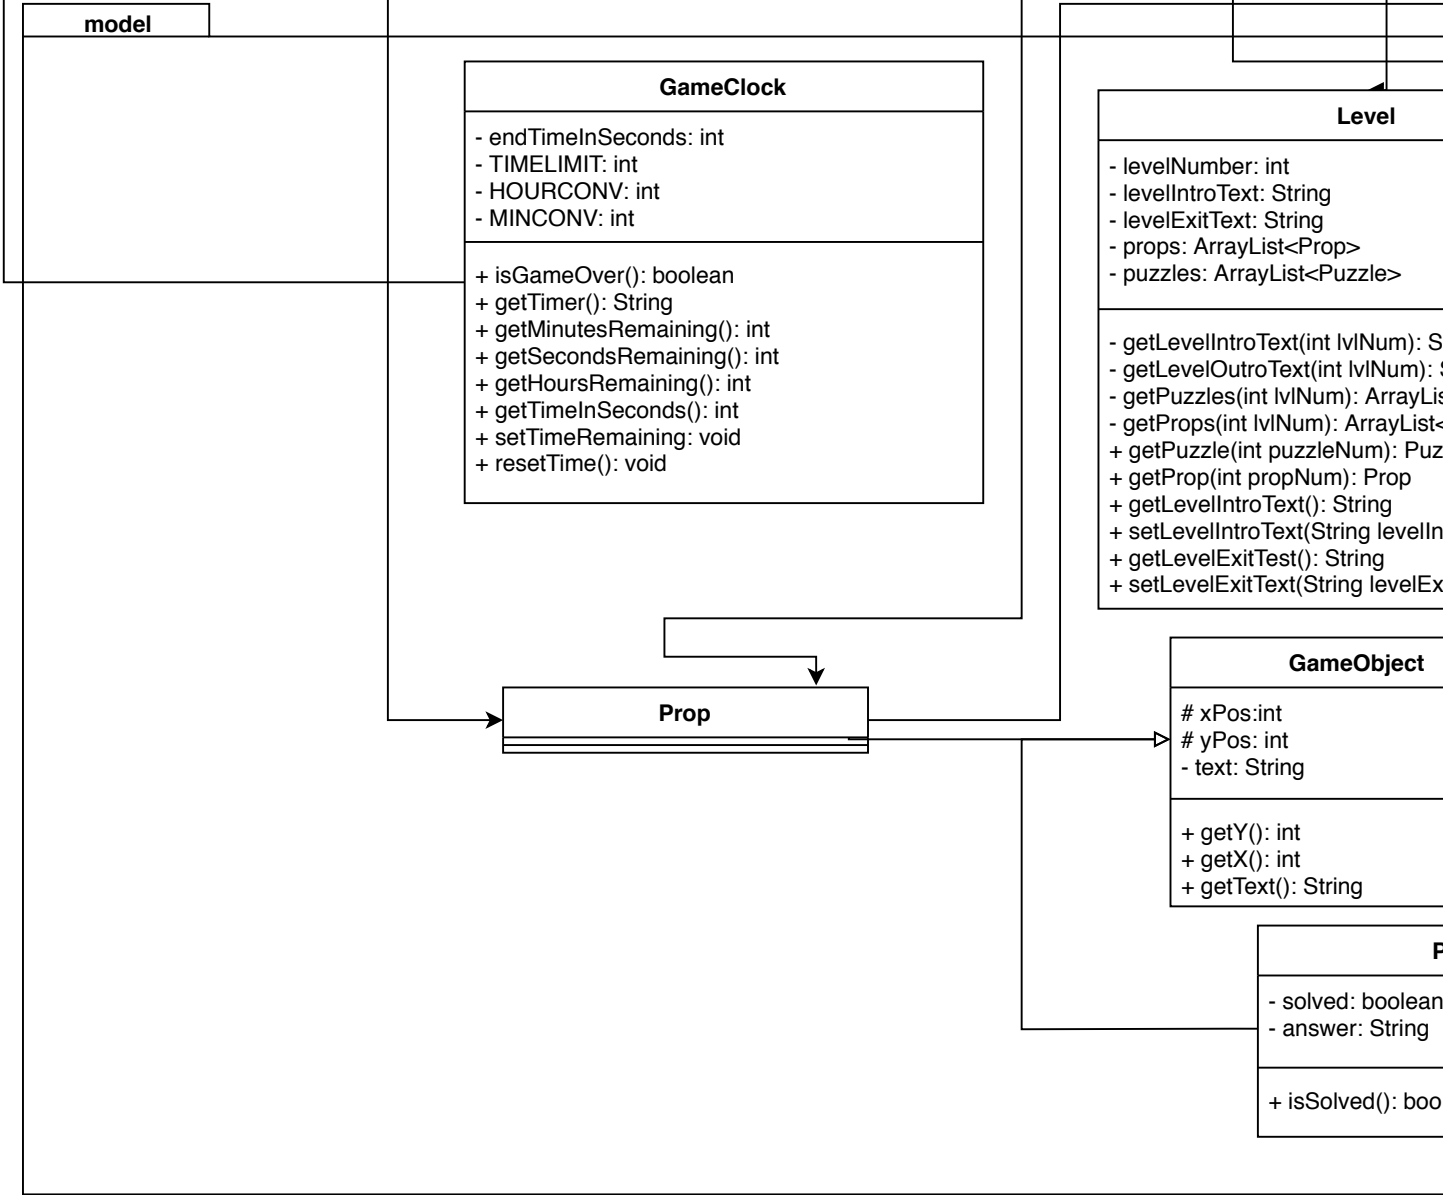 model
GameClock
- endTimeInSeconds: int
- TIMELIMIT: int
- HOURCONV: int
- MINCONV: int
+ isGameOver(): boolean
+ getTimer(): String
+ getMinutesRemaining(): int
+ getSecondsRemaining(): int
+ getHoursRemaining(): int
+ getTimeInSeconds(): int
+ setTimeRemaining: void
+ resetTime(): void
Level
- levelNumber: int
- levelIntroText: String
- levelExitText: String
- props: ArrayList<Prop>
- puzzles: ArrayList<Puzzle>
- getLevelIntroText(int lvlNum):
- getLevelOutroText(int lvlNum):
- getPuzzles(int lvlNum):
- getProps(int lvlNum):
+ getPuzzle(int puzzleNum):
+ getProp(int propNum): Prop
+ getLevelIntroText(): String
+ setLevelIntroText(String
+ getLevelExitTest(): String
+ setLevelExitText(String
Prop
GameObject
# xPos:int
# yPos: int
- text: String
+ getY(): int
+ getX(): int
+ getText(): String
- solved: boolean
- answer: String
+ isSolved():